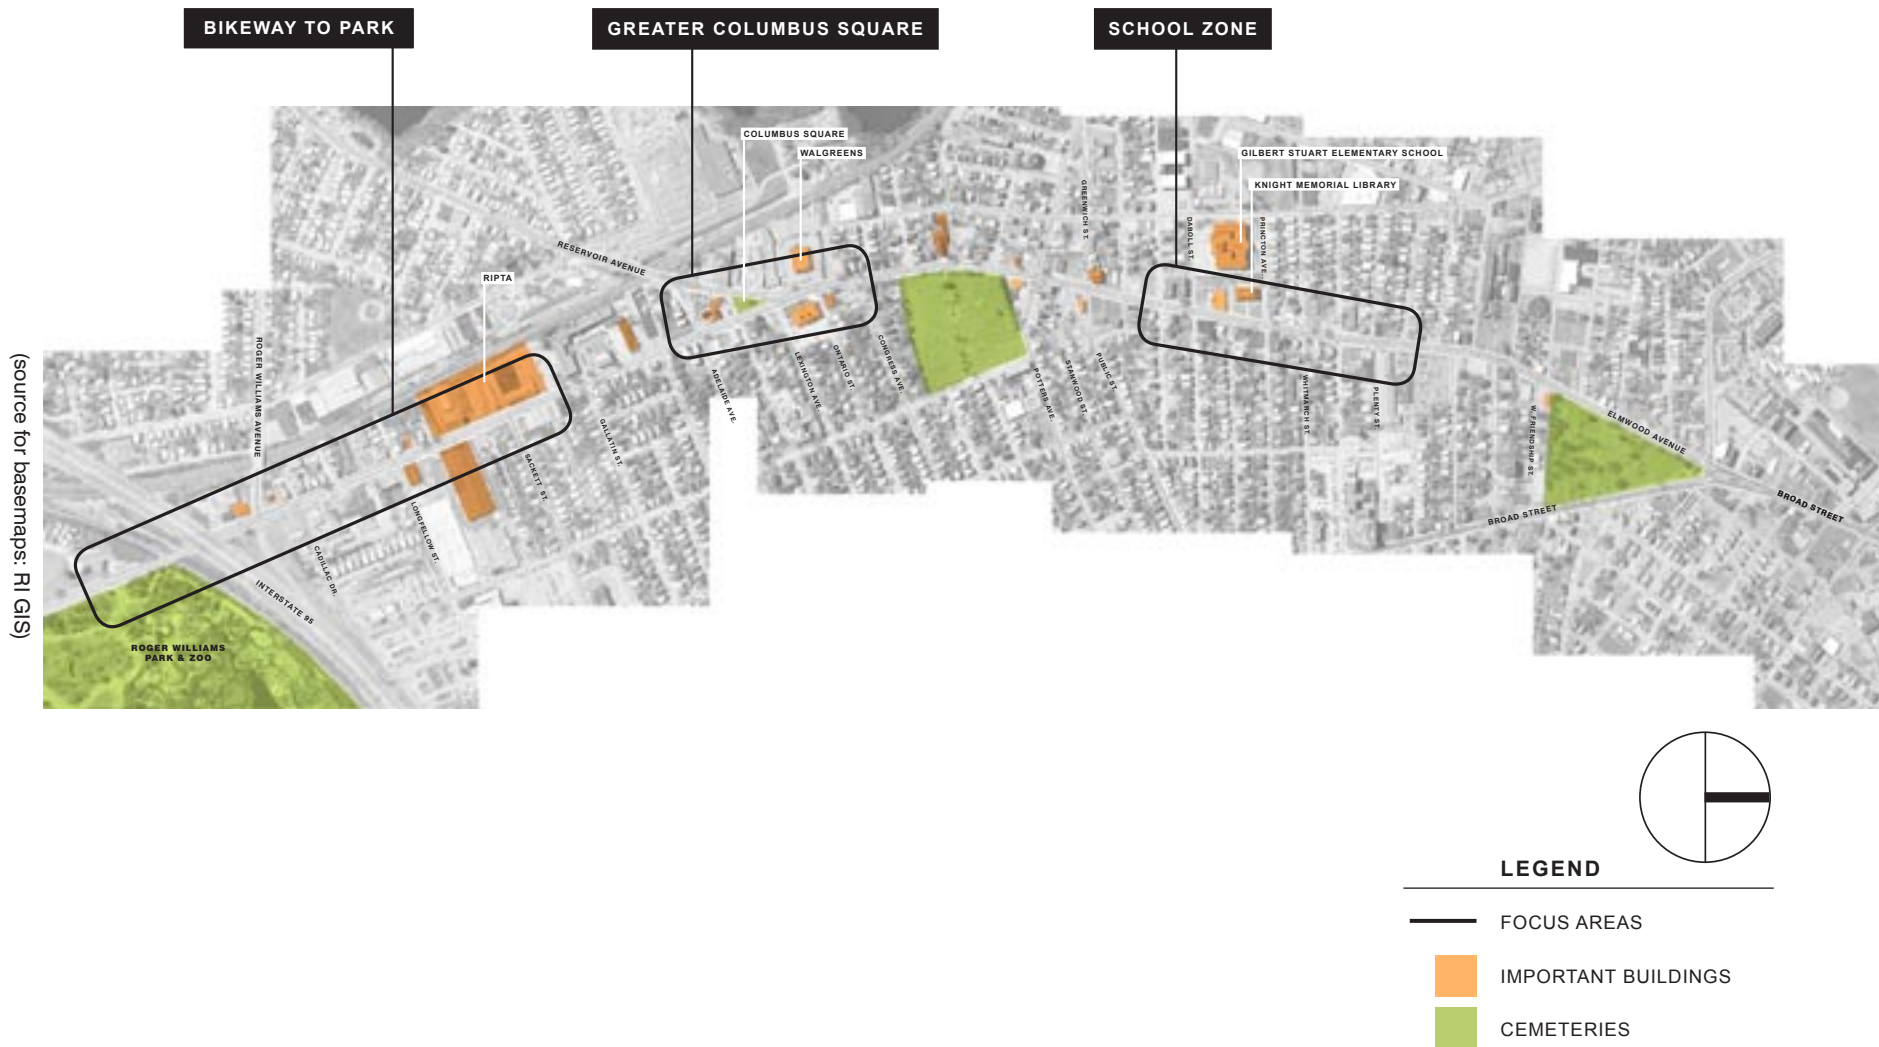 BIKEWAY TO PARK
GREATER COLUMBUS SQUARE
SCHOOL ZONE
COLUMBUS SQUARE
WALGREENS
GILBERT STUART ELEMENTARY SCHOOL
KNIGHT MEMORIAL LIBRARY
GREENWICH ST.
DABOLL ST.
PRINCTON AVE.
RESERVOIR AVENUE
RIPTA
ROGER WILLIAMS AVENUE
ADELAIDE AVE.
LEXINGTON AVE.
ONTARIO ST.
CONGRESS AVE.
POTTERS AVE.
STANWOOD ST.
PUBLIC ST.
WHITMARCH ST.
PLENTY ST.
W. FRIENDSHIP ST.
ELMWOOD AVENUE
BROAD STREET
BROAD STREET
GALLATIN ST.
SACKETT ST.
LONGFELLOW ST.
CADILLAC DR.
INTERSTATE 95
ROGER WILLIAMS
PARK & ZOO
(source for basemaps: RI GIS)
LEGEND
FOCUS AREAS
IMPORTANT BUILDINGS
CEMETERIES